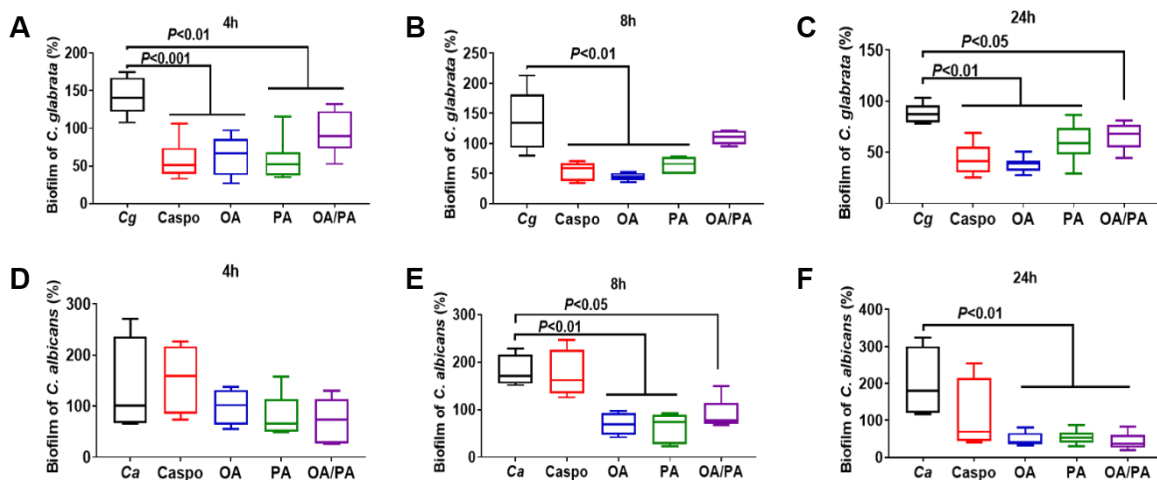 A
4h
Biofilm of C. glabrata (%)
P<0.01
P<0.001
200
150
100
50
0
Cg Caspo OA PA OA/PA
B
8h
Biofilm of C. glabrata (%)
P<0.01
250
200
150
100
50
0
Cg Caspo OA PA OA/PA
C
24h
Biofilm of C. glabrata (%)
P<0.05
P<0.01
150
100
50
0
Cg Caspo OA PA OA/PA
D
4h
Biofilm of C. albicans (%)
300
200
100
0
Ca Caspo OA PA OA/PA
E
8h
Biofilm of C. albicans (%)
P<0.05
P<0.01
300
200
100
0
Ca Caspo OA PA OA/PA
F
24h
Biofilm of C. albicans (%)
P<0.01
400
300
200
100
0
Ca Caspo OA PA OA/PA